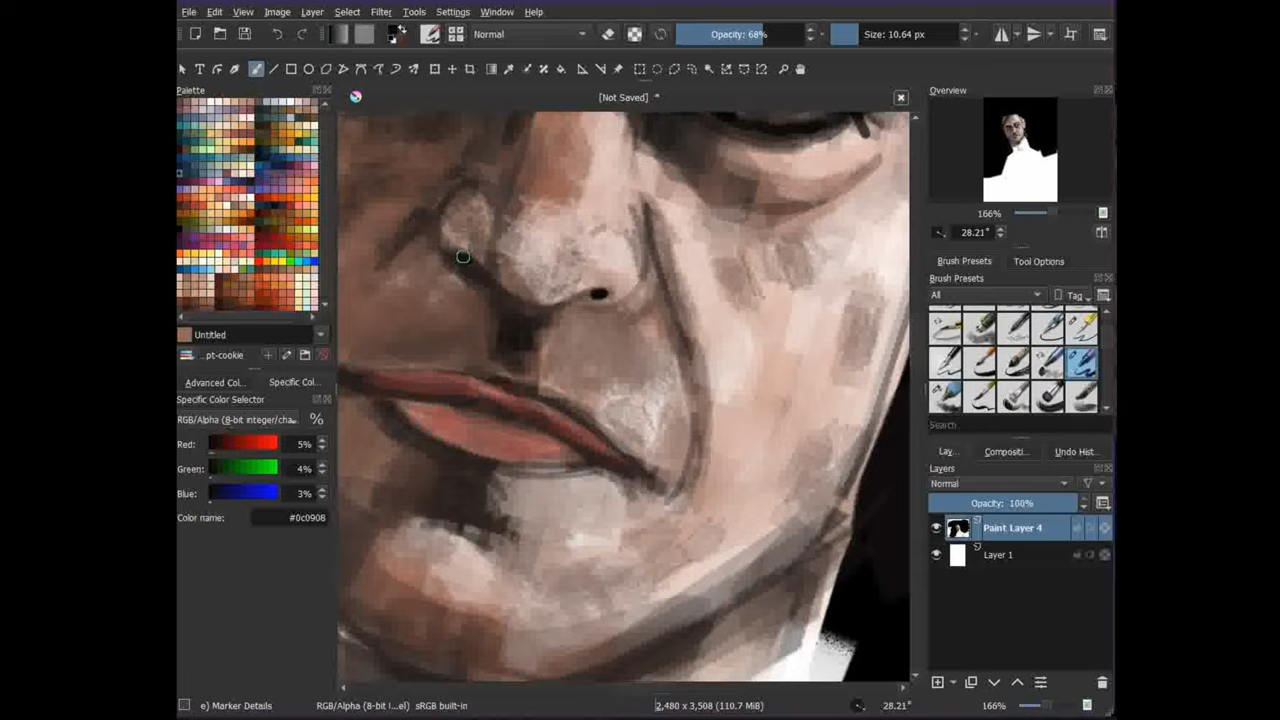 File Edit View Image Layer Select Filter Tools Settings Window Help
Normal Opacity: 68% Size: 10.64 px
Palette
[Not Saved] *
Overview
166%
28.21°
Brush Presets Tool Options
Brush Presets
All Tag
Untitled
...pt-cookie
Advanced Col... Specific Col...
Specific Color Selector
RGB/Alpha (8-bit integer/cha... %
Red: 5%
Green: 4%
Blue: 3%
Color name: #0c0908
Search
Lay... Compositi... Undo Hist...
Layers
Normal
Opacity: 100%
Paint Layer 4
Layer 1
e) Marker Details RGB/Alpha (8-bit i...el) sRGB built-in 2,480 x 3,508 (110.7 MiB) 28.21° 166%